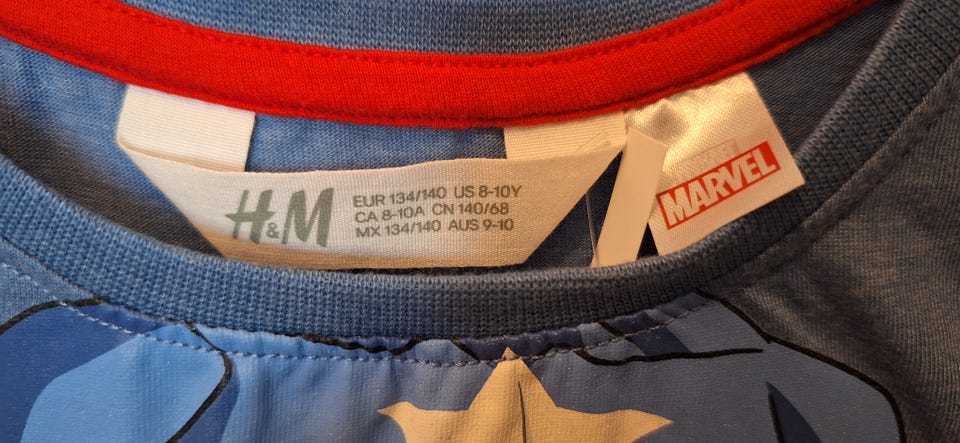 H&M
EUR 134/140 US 8-10Y
CA 8-10A CN 140/68
MX 134/140 AUS 9-10
MARVEL